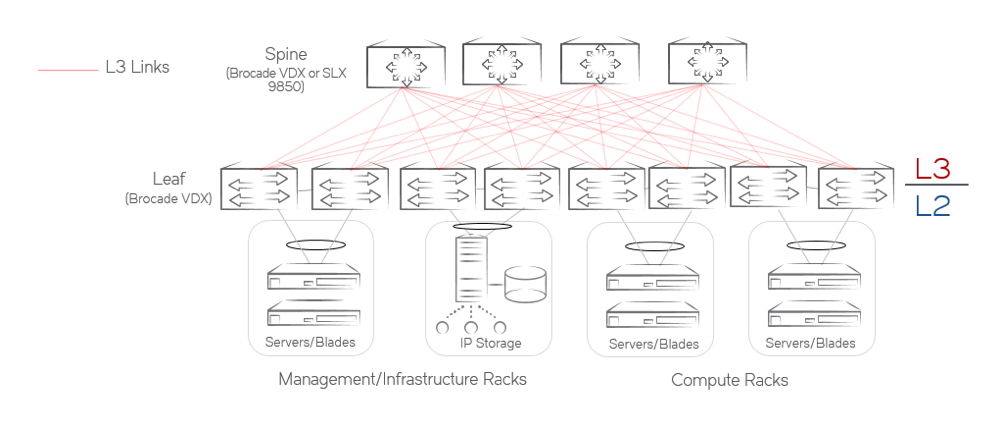 L3 Links
Spine
(Brocade VDX or SLX
9850)
Leaf
(Brocade VDX)
L3
L2
Servers/Blades
IP Storage
Servers/Blades
Servers/Blades
Management/Infrastructure Racks
Compute Racks